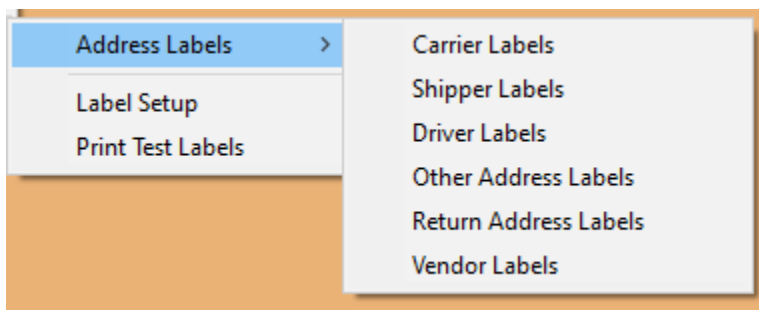 Address Labels
Label Setup
Print Test Labels
Carrier Labels
Shipper Labels
Driver Labels
Other Address Labels
Return Address Labels
Vendor Labels